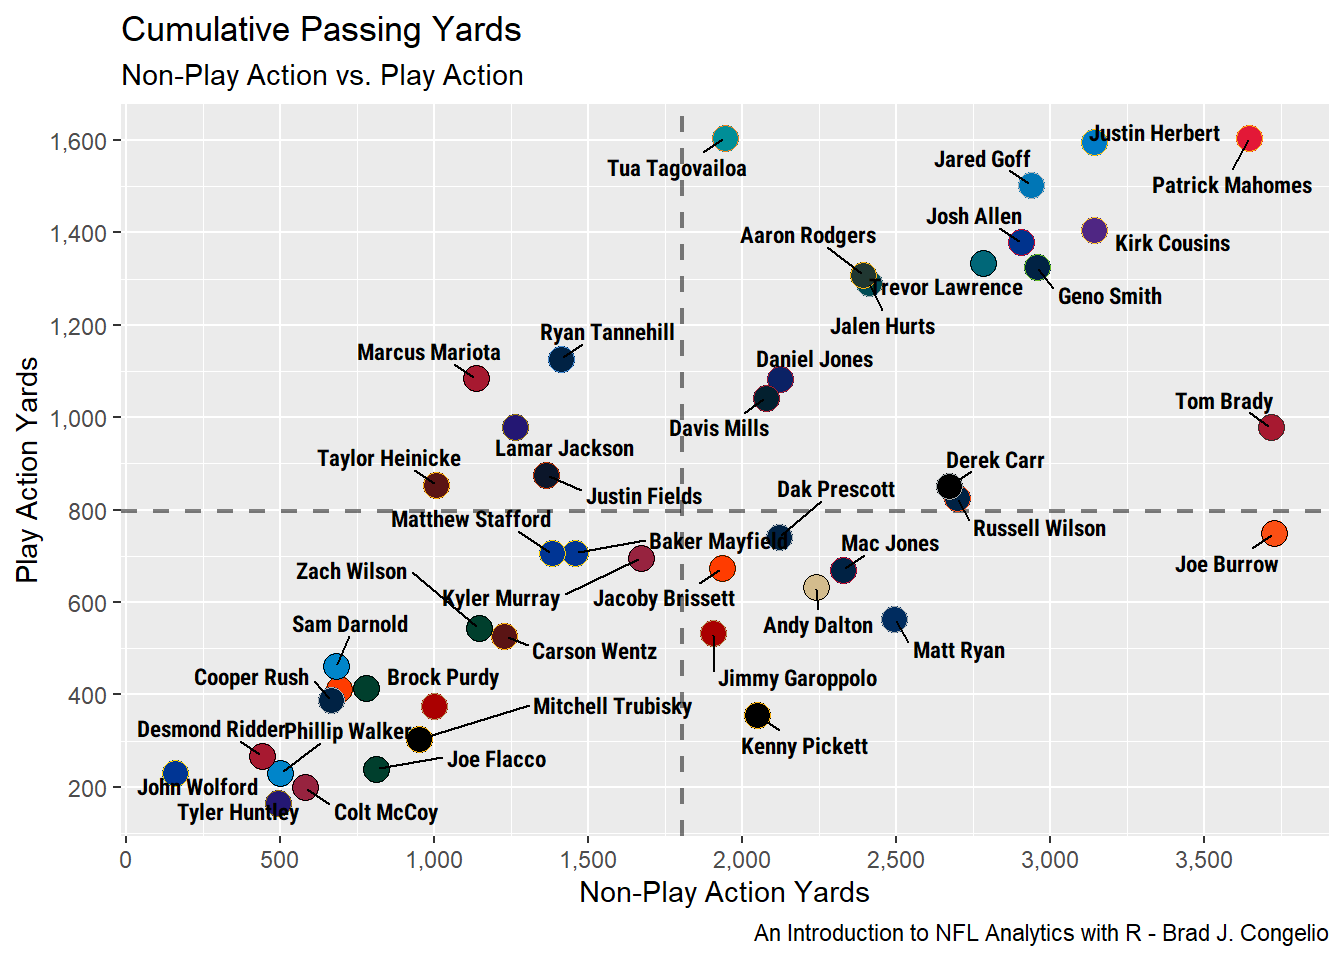 Cumulative Passing Yards
Non-Play Action vs. Play Action
Play Action Yards
1,600
1,400
1,200
1,000
800
600
400
200
Justin Herbert
Tua Tagovailoa
Jared Goff
Patrick Mahomes
Josh Allen
Aaron Rodgers
Kirk Cousins
Trevor Lawrence
Geno Smith
Jalen Hurts
Ryan Tannehill
Marcus Mariota
Daniel Jones
Tom Brady
Davis Mills
Lamar Jackson
Taylor Heinicke
Derek Carr
Justin Fields
Dak Prescott
Matthew Stafford
Russell Wilson
Baker Mayfield
Mac Jones
Joe Burrow
Zach Wilson
Kyler Murray
Jacoby Brissett
Sam Darnold
Andy Dalton
Carson Wentz
Matt Ryan
Cooper Rush
Brock Purdy
Jimmy Garoppolo
Mitchell Trubisky
Desmond Ridder
Phillip Walker
Kenny Pickett
Joe Flacco
John Wolford
Tyler Huntley
Colt McCoy
0
500
1,000
1,500
2,000
2,500
3,000
3,500
Non-Play Action Yards
An Introduction to NFL Analytics with R - Brad J. Congelio